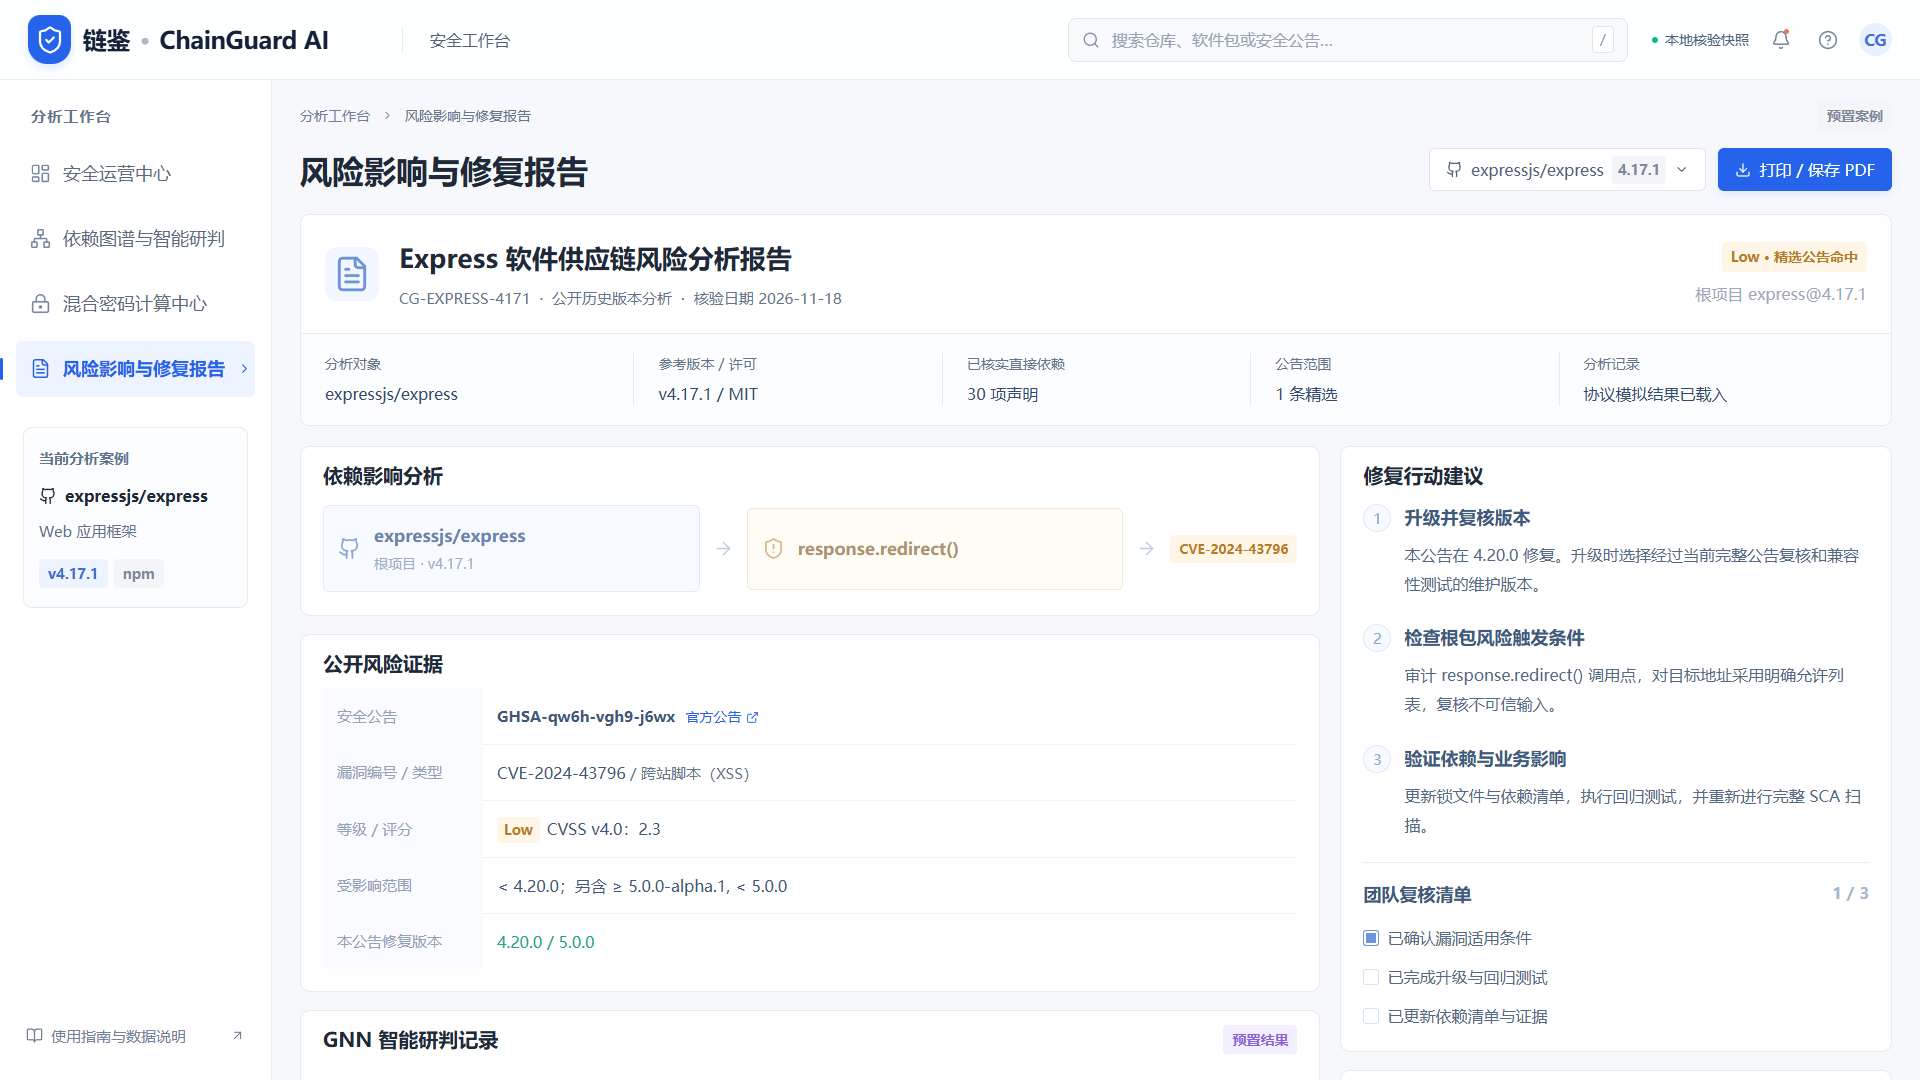 链鉴 • ChainGuard AI
安全工作台
搜索仓库、软件包或安全公告...
/
本地核验快照
CG
分析工作台
安全运营中心
依赖图谱与智能研判
混合密码计算中心
风险影响与修复报告
当前分析案例
expressjs/express
Web 应用框架
v4.17.1 npm
使用指南与数据说明
分析工作台 > 风险影响与修复报告
预置案例
风险影响与修复报告
expressjs/express 4.17.1
打印 / 保存 PDF
Express 软件供应链风险分析报告
CG-EXPRESS-4171 · 公开历史版本分析 · 核验日期 2026-11-18
Low • 精选公告命中
根项目 express@4.17.1
分析对象
expressjs/express
参考版本 / 许可
v4.17.1 / MIT
已核实直接依赖
30 项声明
公告范围
1 条精选
分析记录
协议模拟结果已载入
依赖影响分析
expressjs/express
根项目 · v4.17.1
response.redirect()
CVE-2024-43796
公开风险证据
安全公告 GHSA-qw6h-vgh9-j6wx 官方公告
漏洞编号 / 类型 CVE-2024-43796 / 跨站脚本（XSS）
等级 / 评分 Low CVSS v4.0：2.3
受影响范围 < 4.20.0；另含 ≥ 5.0.0-alpha.1, < 5.0.0
本公告修复版本 4.20.0 / 5.0.0
GNN 智能研判记录
预置结果
修复行动建议
1 升级并复核版本
本公告在 4.20.0 修复。升级时选择经过当前完整公告复核和兼容
性测试的维护版本。
2 检查根包风险触发条件
审计 response.redirect() 调用点，对目标地址采用明确允许列
表，复核不可信输入。
3 验证依赖与业务影响
更新锁文件与依赖清单，执行回归测试，并重新进行完整 SCA 扫
描。
团队复核清单 1 / 3
已确认漏洞适用条件
已完成升级与回归测试
已更新依赖清单与证据